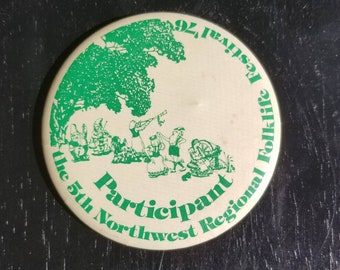 Participant
the 5th Northwest Regional Folklife Festival 76